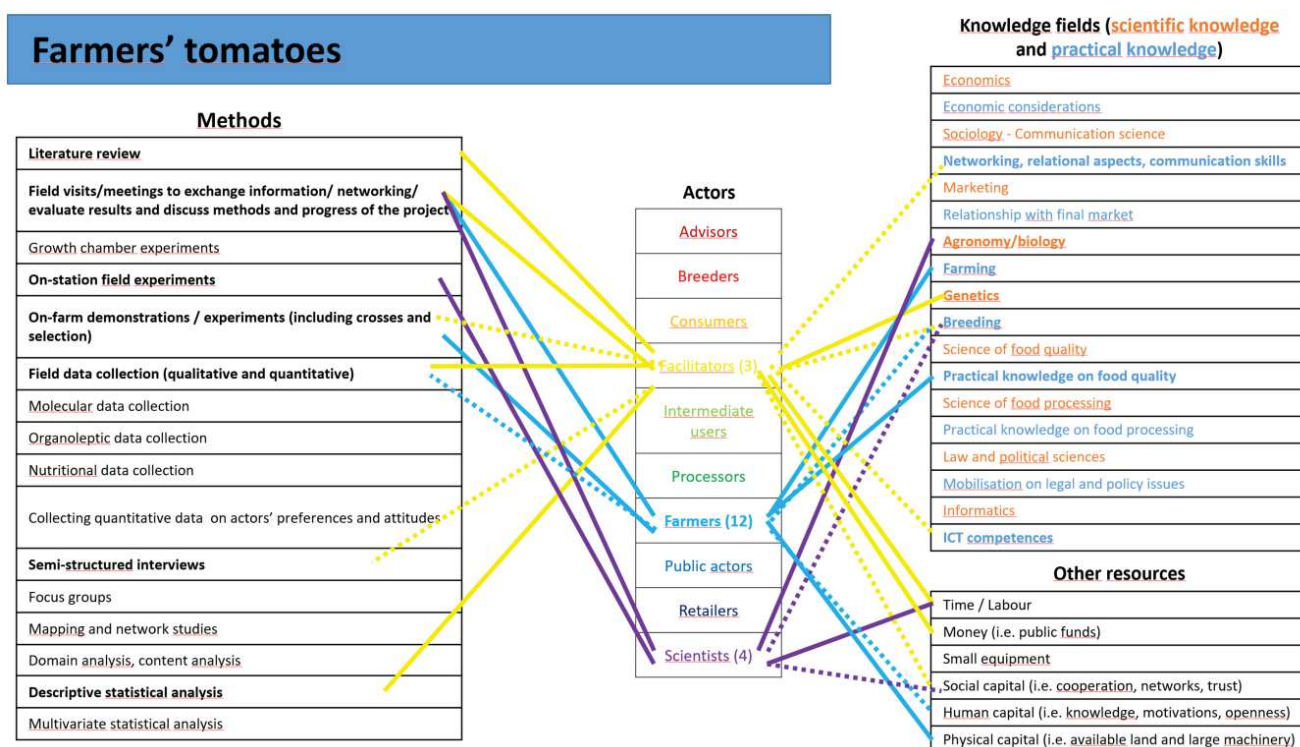 Farmers’ tomatoes
Methods
Literature review
Field visits/meetings to exchange information/ networking/
evaluate results and discuss methods and progress of the project
Growth chamber experiments
On-station field experiments
On-farm demonstrations / experiments (including crosses and
selection)
Field data collection (qualitative and quantitative)
Molecular data collection
Organoleptic data collection
Nutritional data collection
Collecting quantitative data on actors’ preferences and attitudes
Semi-structured interviews
Focus groups
Mapping and network studies
Domain analysis, content analysis
Descriptive statistical analysis
Multivariate statistical analysis
Actors
Advisors
Breeders
Consumers
Facilitators (3)
Intermediate
users
Processors
Farmers (12)
Public actors
Retailers
Scientists (4)
Knowledge fields (scientific knowledge
and practical knowledge)
Economics
Economic considerations
Sociology - Communication science
Networking, relational aspects, communication skills
Marketing
Relationship with final market
Agronomy/biology
Farming
Genetics
Breeding
Science of food quality
Practical knowledge on food quality
Science of food processing
Practical knowledge on food processing
Law and political sciences
Mobilisation on legal and policy issues
Informatics
ICT competences
Other resources
Time / Labour
Money (i.e. public funds)
Small equipment
Social capital (i.e. cooperation, networks, trust)
Human capital (i.e. knowledge, motivations, openness)
Physical capital (i.e. available land and large machinery)